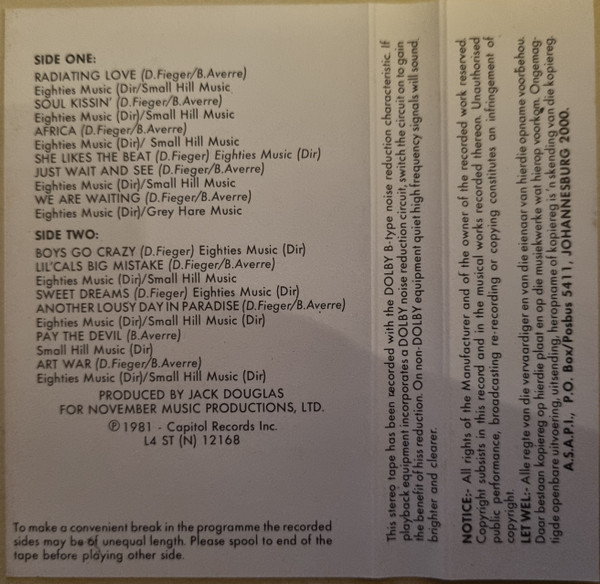 SIDE ONE:
RADIATING LOVE (D.Fieger/B.Averre)
Eighties Music (Dir)/Small Hill Music
SOUL KISSIN' (D.Fieger/B.Averre)
Eighties Music (Dir)/Small Hill Music
AFRICA (D.Fieger/B.Averre)
Eighties Music (Dir)/ Small Hill Music
SHE LIKES THE BEAT (D.Fieger) Eighties Music (Dir)
JUST WAIT AND SEE (D.Fieger/B.Averre)
Eighties Music (Dir)/Small Hill Music
WE ARE WAITING (D.Fieger/B.Averre)
Eighties Music (Dir)/Grey Hare Music
SIDE TWO:
BOYS GO CRAZY (D.Fieger) Eighties Music (Dir)
LIL'CALS BIG MISTAKE (D.Fieger/B.Averre)
Eighties Music (Dir)/Small Hill Music
SWEET DREAMS (D.Fieger) Eighties Music (Dir)
ANOTHER LOUSY DAY IN PARADISE (D.Fieger/B.Averre)
Eighties Music (Dir)/Small Hill Music (Dir)
PAY THE DEVIL (B.Averre)
Small Hill Music (Dir)
ART WAR (D.Fieger/B.Averre)
Eighties Music (Dir)/Small Hill Music (Dir)
PRODUCED BY JACK DOUGLAS
FOR NOVEMBER MUSIC PRODUCTIONS, LTD.
℗ 1981 - Capitol Records Inc.
L4 ST (N) 12168
To make a convenient break in the programme the recorded
sides may be of unequal length. Please spool to end of the
tape before playing other side.
This stereo tape has been recorded with the DOLBY B-type noise reduction characteristic. If
playback equipment incorporates a DOLBY noise reduction circuit, switch the circuit on to gain
the benefit of hiss reduction. On non-DOLBY equipment quiet high frequency signals will sound
brighter and clearer.
NOTICE:- All rights of the Manufacturer and of the owner of the recorded work reserved.
Copyright subsists in this record and in the musical works recorded thereon. Unauthorised
public performance, broadcasting re-recording or copying constitutes an infringement of
copyright.
LET WEL:- Alle regte van die vervaardiger en van die eienaar van hierdie opname voorbehou.
Daar bestaan kopiereg op hierdie plaat en op die musiekwerke wat hierop voorkom. Ongemag-
tigde openbare uitvoering, uitsending, heropname of kopiereg is 'n skending van die kopiereg.
A.S.A.P.I., P.O. Box/Posbus 5411, JOHANNESBURG 2000.